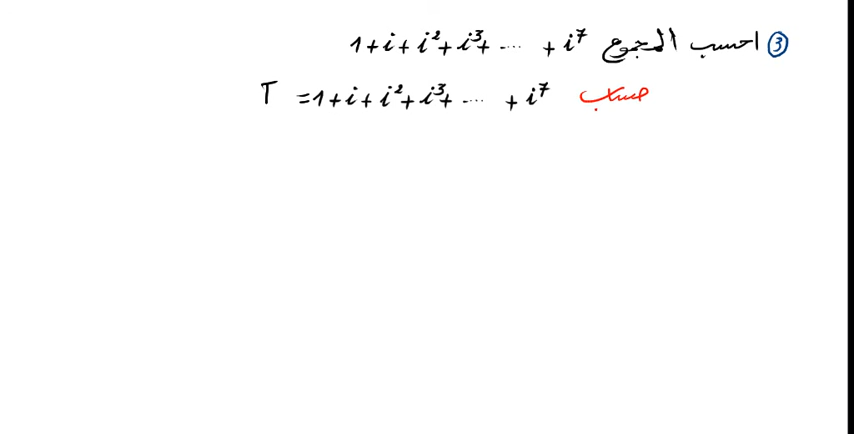 ③ احسب المجموع 1+i+i²+i³+ ... +i⁷
حساب T =1+i+i²+i³+ ... +i⁷